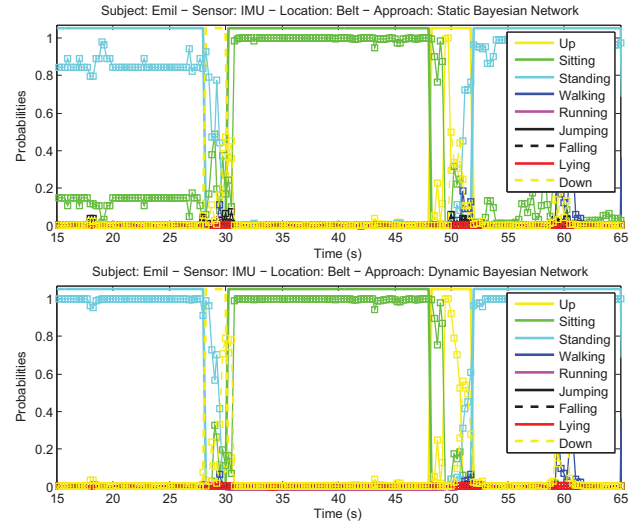 Subject: Emil − Sensor: IMU − Location: Belt − Approach: Static Bayesian Network
1
0.8
0.6
0.4
0.2
0
Probabilities
15 20 25 30 35 40 45 50 55 60 65
Time (s)
Up
Sitting
Standing
Walking
Running
Jumping
Falling
Lying
Down
Subject: Emil − Sensor: IMU − Location: Belt − Approach: Dynamic Bayesian Network
1
0.8
0.6
0.4
0.2
0
Probabilities
15 20 25 30 35 40 45 50 55 60 65
Time (s)
Up
Sitting
Standing
Walking
Running
Jumping
Falling
Lying
Down